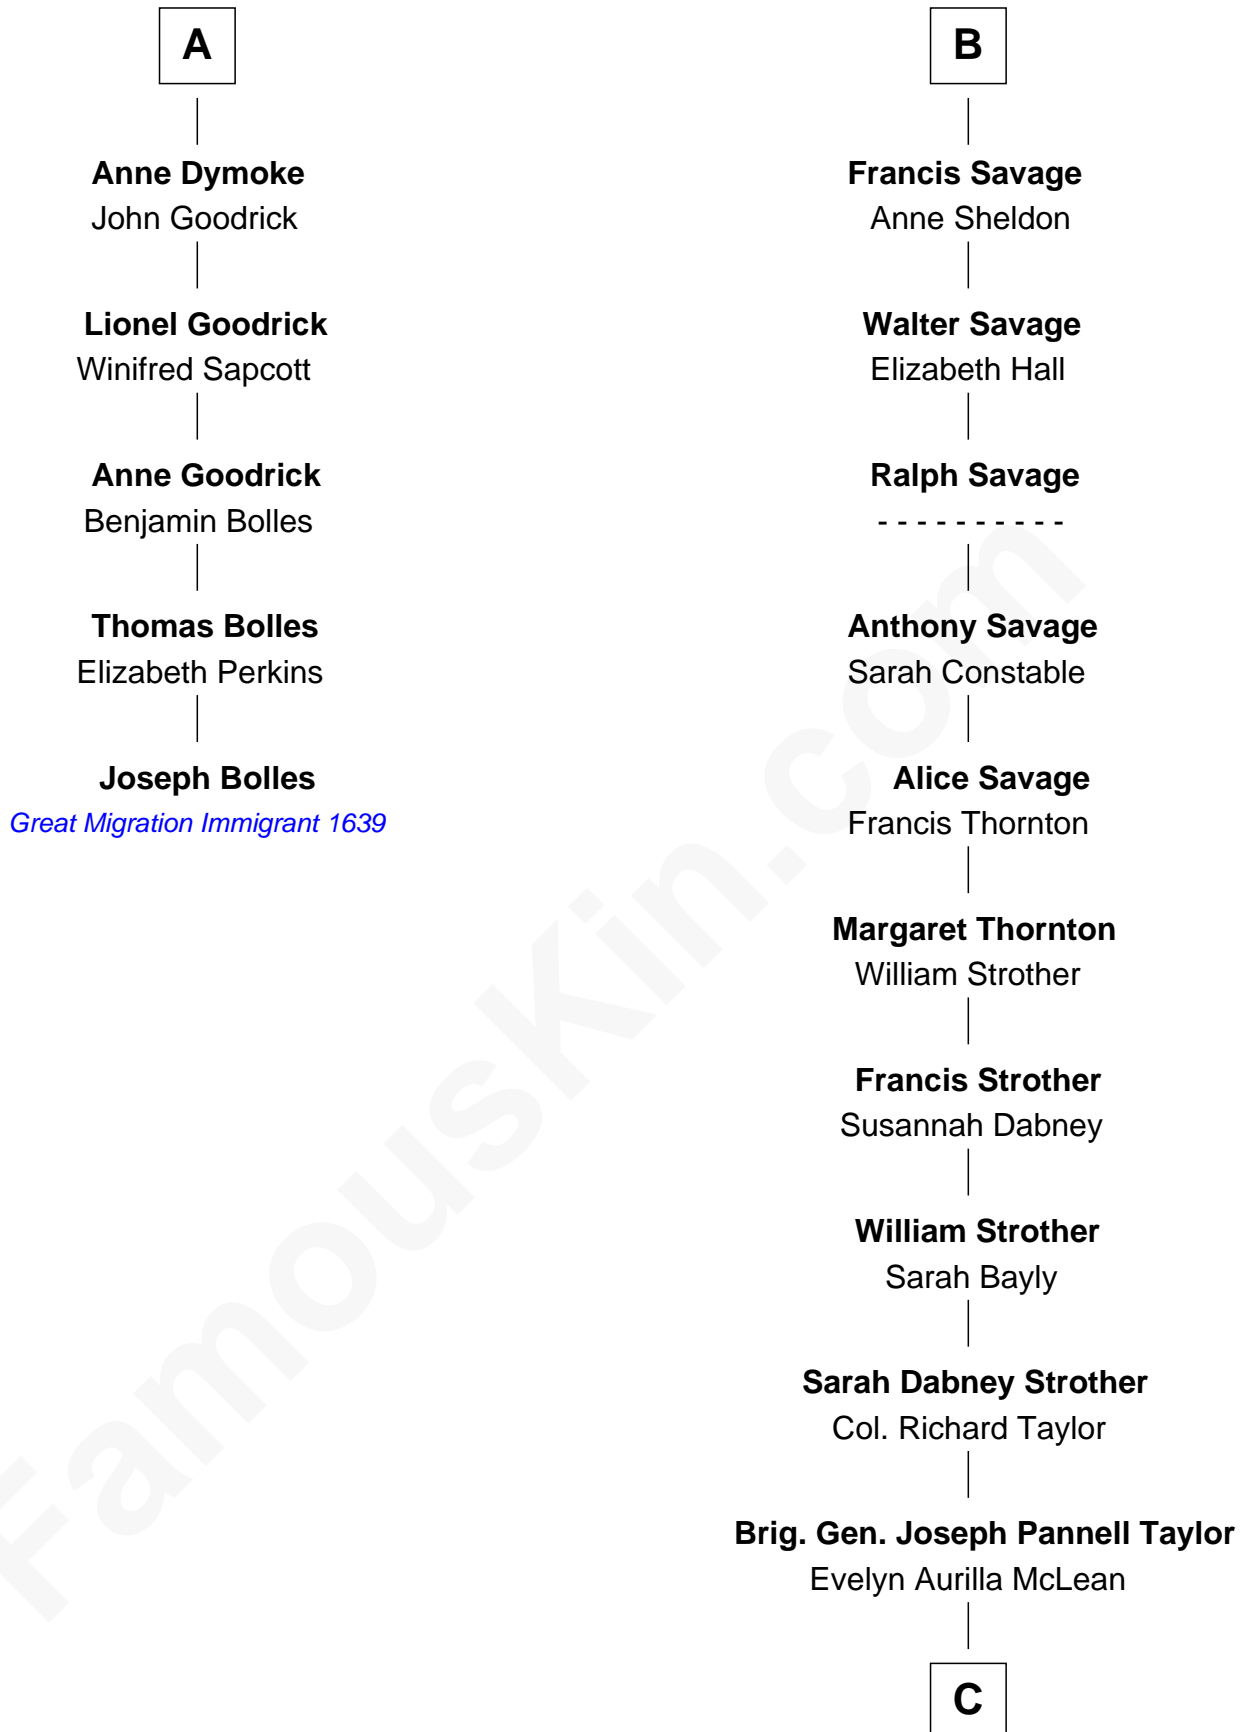 A
Anne Dymoke
John Goodrick
Lionel Goodrick
Winifred Sapcott
Anne Goodrick
Benjamin Bolles
Thomas Bolles
Elizabeth Perkins
Joseph Bolles
Great Migration Immigrant 1639
B
Francis Savage
Anne Sheldon
Walter Savage
Elizabeth Hall
Ralph Savage
- - - - - - - - - -
Anthony Savage
Sarah Constable
Alice Savage
Francis Thornton
Margaret Thornton
William Strother
Francis Strother
Susannah Dabney
William Strother
Sarah Bayly
Sarah Dabney Strother
Col. Richard Taylor
Brig. Gen. Joseph Pannell Taylor
Evelyn Aurilla McLean
C
FamousKin.com